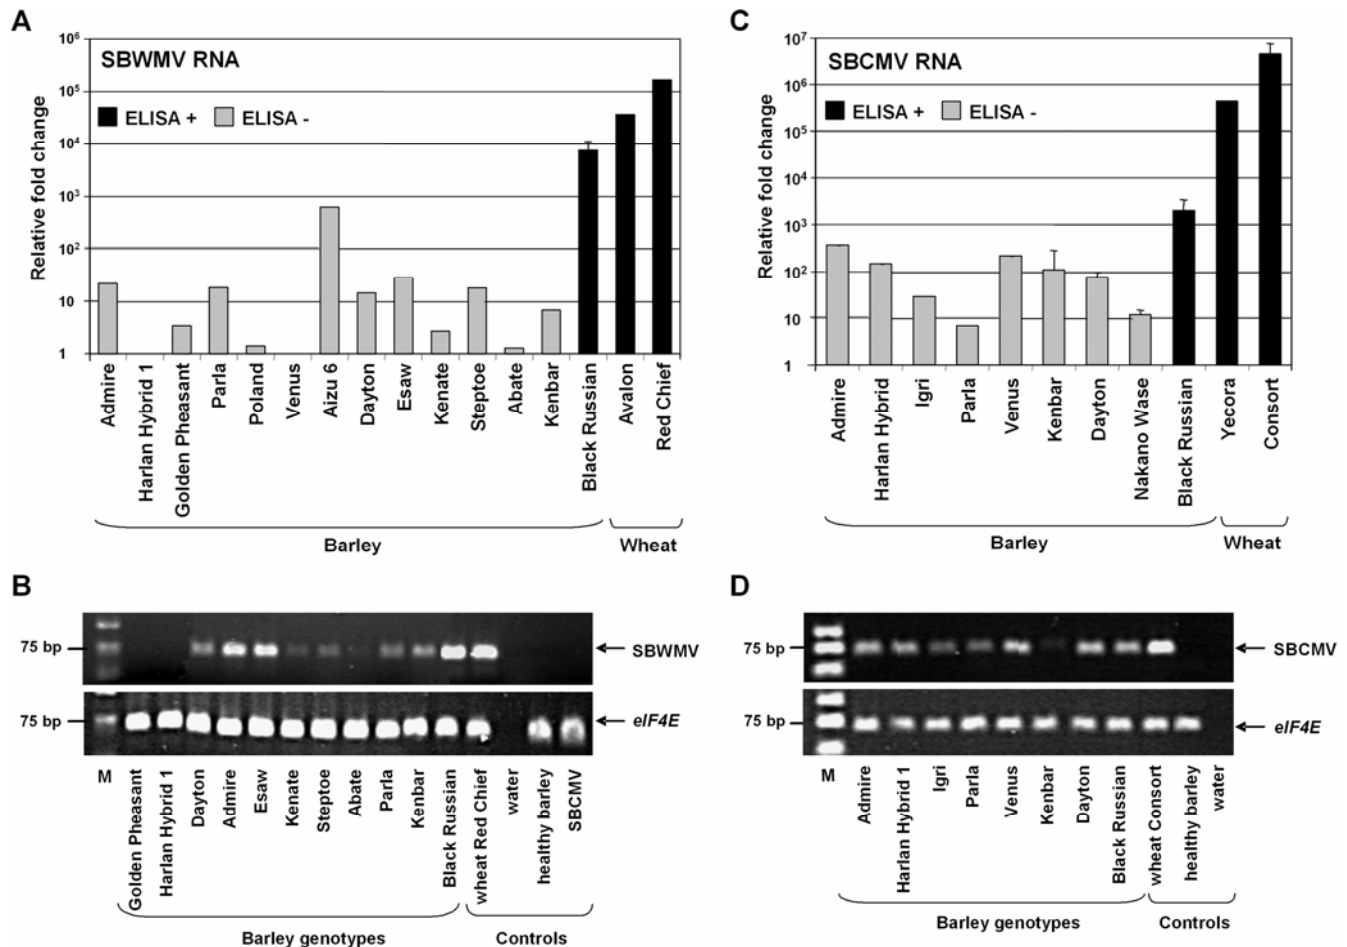 A
SBWMV RNA
ELISA + ELISA -
Relative fold change
10⁶
10⁵
10⁴
10³
10²
10
1
Admire
Harlan Hybrid 1
Golden Pheasant
Parla
Poland
Venus
Aizu 6
Dayton
Esaw
Kenate
Steptoe
Abate
Kenbar
Black Russian
Avalon
Red Chief
Barley
Wheat
C
SBCMV RNA
ELISA + ELISA -
Relative fold change
10⁷
10⁶
10⁵
10⁴
10³
10²
10
1
Admire
Harlan Hybrid
Igri
Parla
Venus
Kenbar
Dayton
Nakano Wase
Black Russian
Yecora
Consort
Barley
Wheat
B
75 bp
SBWMV
75 bp
eIF4E
M
Golden Pheasant
Harlan Hybrid 1
Dayton
Admire
Esaw
Kenate
Steptoe
Abate
Parla
Kenbar
Black Russian
wheat Red Chief
water
healthy barley
SBCMV
Barley genotypes
Controls
D
75 bp
SBCMV
75 bp
eIF4E
M
Admire
Harlan Hybrid 1
Igri
Parla
Venus
Kenbar
Dayton
Black Russian
wheat Consort
healthy barley
water
Barley genotypes
Controls